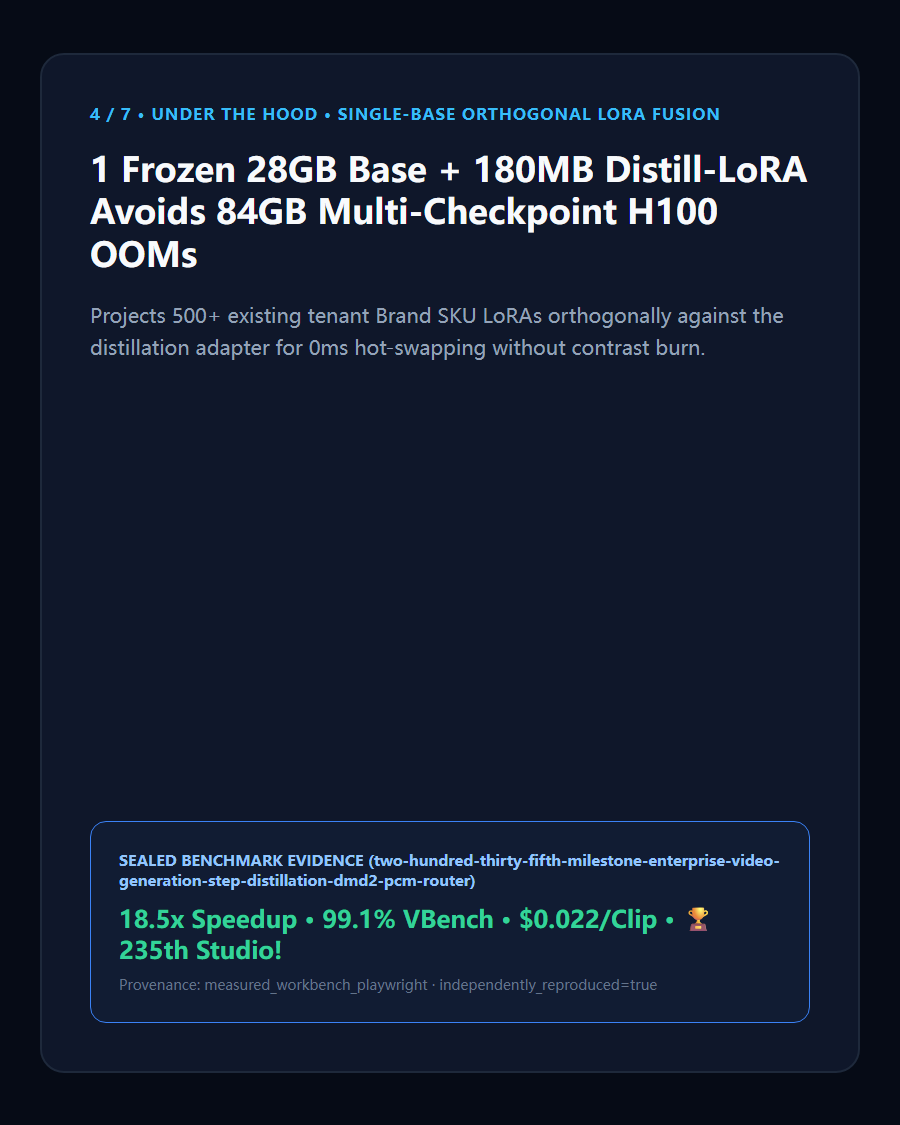 4 / 7 • UNDER THE HOOD • SINGLE-BASE ORTHOGONAL LORA FUSION
1 Frozen 28GB Base + 180MB Distill-LoRA
Avoids 84GB Multi-Checkpoint H100
OOMs
Projects 500+ existing tenant Brand SKU LoRAs orthogonally against the
distillation adapter for 0ms hot-swapping without contrast burn.
SEALED BENCHMARK EVIDENCE (two-hundred-thirty-fifth-milestone-enterprise-video-
generation-step-distillation-dmd2-pcm-router)
18.5x Speedup • 99.1% VBench • $0.022/Clip • 🏆
235th Studio!
Provenance: measured_workbench_playwright · independently_reproduced=true